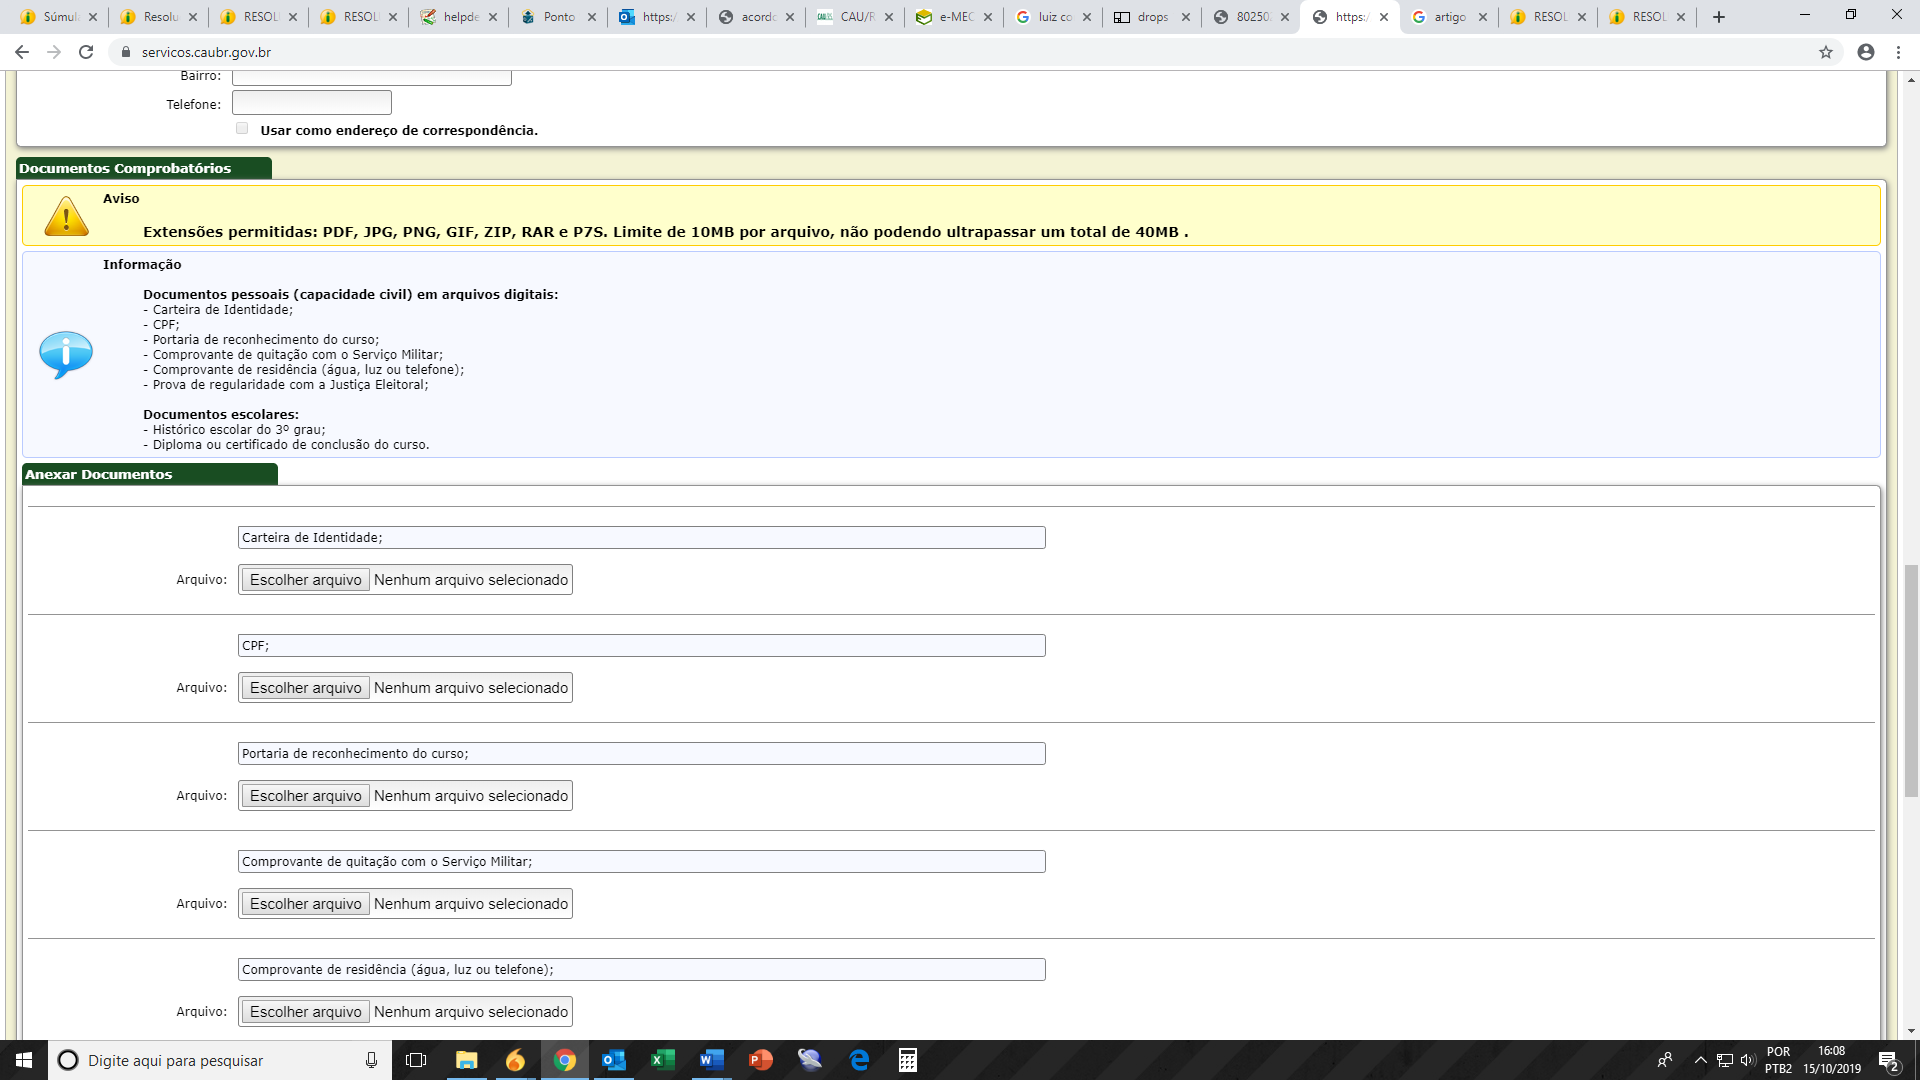 Súmula
Resolu
RESOL
RESOL
helpde
Ponto
https:/
acordo
CAU/R
e-MEC
luiz co
drops
80250
https:/
artigo
RESOL
RESOL
servicos.caubr.gov.br
Bairro:
Telefone:
Usar como endereço de correspondência.
Documentos Comprobatórios
Aviso
Extensões permitidas: PDF, JPG, PNG, GIF, ZIP, RAR e P7S. Limite de 10MB por arquivo, não podendo ultrapassar um total de 40MB .
Informação
Documentos pessoais (capacidade civil) em arquivos digitais:
- Carteira de Identidade;
- CPF;
- Portaria de reconhecimento do curso;
- Comprovante de quitação com o Serviço Militar;
- Comprovante de residência (água, luz ou telefone);
- Prova de regularidade com a Justiça Eleitoral;
Documentos escolares:
- Histórico escolar do 3º grau;
- Diploma ou certificado de conclusão do curso.
Anexar Documentos
Carteira de Identidade;
Arquivo: Escolher arquivo Nenhum arquivo selecionado
CPF;
Arquivo: Escolher arquivo Nenhum arquivo selecionado
Portaria de reconhecimento do curso;
Arquivo: Escolher arquivo Nenhum arquivo selecionado
Comprovante de quitação com o Serviço Militar;
Arquivo: Escolher arquivo Nenhum arquivo selecionado
Comprovante de residência (água, luz ou telefone);
Arquivo: Escolher arquivo Nenhum arquivo selecionado
Digite aqui para pesquisar
POR
PTB2
16:08
15/10/2019
2